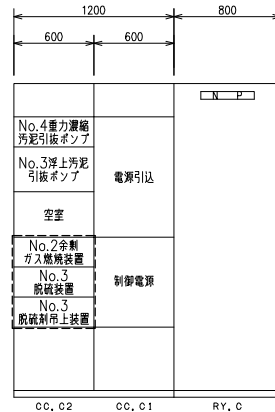 1200
800
600
600
N P
No.4重力濃縮
汚泥引抜ポンプ
No.3浮上汚泥
引抜ポンプ
電源引込
空室
No.2余剰
ガス燃焼装置
No.3
脱硫装置
制御電源
No.3
脱硫剤吊上装置
CC.C2
CC.C1
RY.C